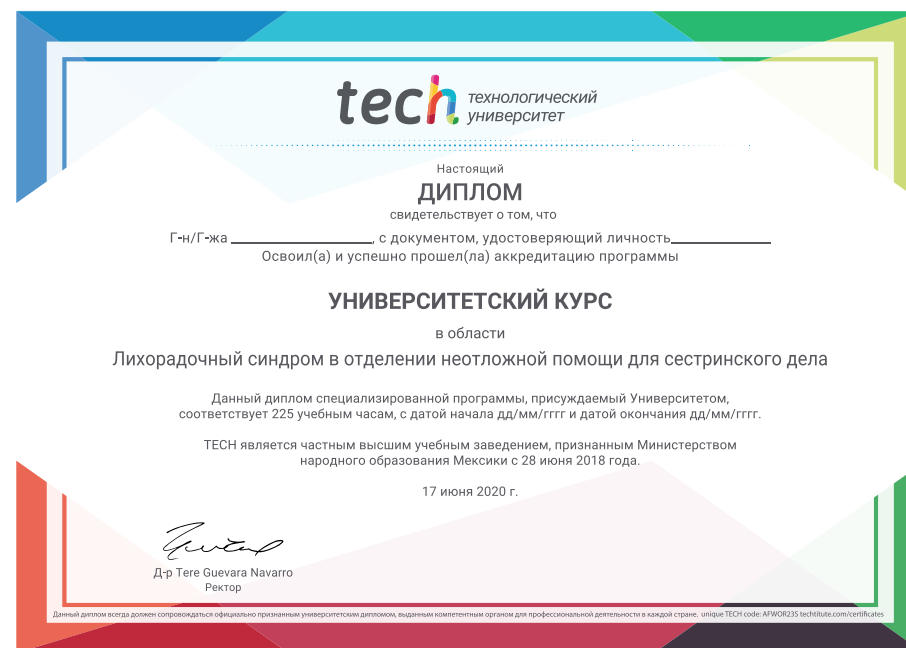 tech технологический
университет
Настоящий
ДИПЛОМ
свидетельствует о том, что
Г-н/Г-жа ____________, с документом, удостоверяющий личность____________
Освоил(а) и успешно прошел(ла) аккредитацию программы
УНИВЕРСИТЕТСКИЙ КУРС
в области
Лихорадочный синдром в отделении неотложной помощи для сестринского дела
Данный диплом специализированной программы, присуждаемый Университетом,
соответствует 225 учебным часам, с датой начала дд/мм/гггг и датой окончания дд/мм/гггг.
TECH является частным высшим учебным заведением, признанным Министерством
народного образования Мексики с 28 июня 2018 года.
17 июня 2020 г.
Д-р Tere Guevara Navarro
Ректор
Данный диплом всегда должен сопровождаться официально признанным университетским дипломом, выданным компетентным органом для профессиональной деятельности в каждой стране. unique TECH code: AFWOR23S techtitute.com/certificates